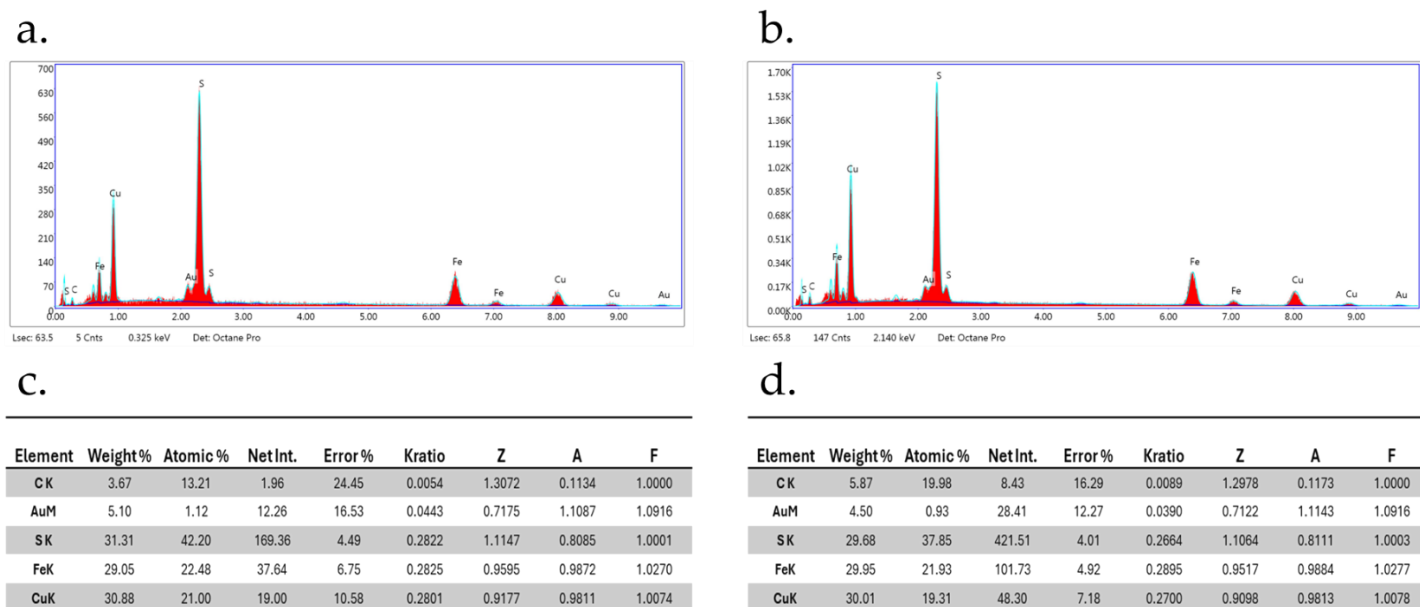 a.
700
630
560
490
420
350
280
210
140
70
0
S
Cu
Fe
S
C
Au
S
Fe
Fe
Cu
Cu
Au
0.00 1.00 2.00 3.00 4.00 5.00 6.00 7.00 8.00 9.00
Lsec: 63.5 5 Cnts 0.325 keV Det: Octane Pro
b.
1.70K
1.53K
1.36K
1.19K
1.02K
0.85K
0.68K
0.51K
0.34K
0.17K
0.00K
S
Cu
Fe
S
C
Au
S
Fe
Fe
Cu
Cu
Au
0.00 1.00 2.00 3.00 4.00 5.00 6.00 7.00 8.00 9.00
Lsec: 65.8 147 Cnts 2.140 keV Det: Octane Pro
c.
Element Weight % Atomic % Net Int. Error % Kratio Z A F
C K 3.67 13.21 1.96 24.45 0.0054 1.3072 0.1134 1.0000
AuM 5.10 1.12 12.26 16.53 0.0443 0.7175 1.1087 1.0916
S K 31.31 42.20 169.36 4.49 0.2822 1.1147 0.8085 1.0001
FeK 29.05 22.48 37.64 6.75 0.2825 0.9595 0.9872 1.0270
CuK 30.88 21.00 19.00 10.58 0.2801 0.9177 0.9811 1.0074
d.
Element Weight % Atomic % Net Int. Error % Kratio Z A F
C K 5.87 19.98 8.43 16.29 0.0089 1.2978 0.1173 1.0000
AuM 4.50 0.93 28.41 12.27 0.0390 0.7122 1.1143 1.0916
S K 29.68 37.85 421.51 4.01 0.2664 1.1064 0.8111 1.0003
FeK 29.95 21.93 101.73 4.92 0.2895 0.9517 0.9884 1.0277
CuK 30.01 19.31 48.30 7.18 0.2700 0.9098 0.9813 1.0078